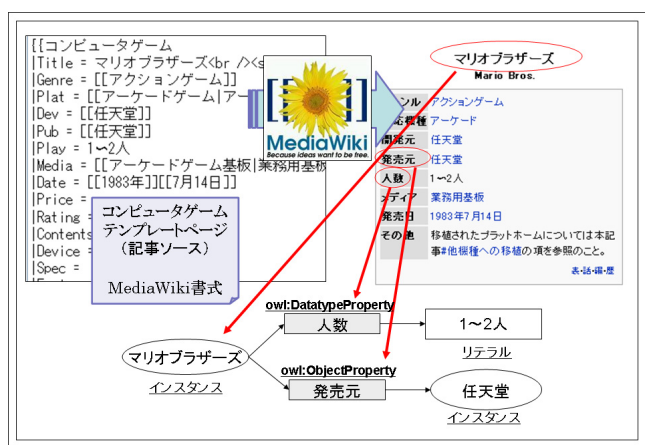 {{コンピュータゲーム
|Title = マリオブラザーズ<br /><s
|Genre = [[アクションゲーム]]
|Plat = [[アーケードゲーム|アー
|Dev = [[任天堂]]
|Pub = [[任天堂]]
|Play = 1〜2人
|Media = [[アーケードゲーム基板|業務用基板
|Date = [[1983年]][[7月14日]]
|Price =
|Rating =
|Contents
|Device =
|Spec =
コンピュータゲーム
テンプレートページ
(記事ソース)
MediaWiki書式
[[ ]]
MediaWiki
Because ideas want to be free.
マリオブラザーズ
Mario Bros.
ンル アクションゲーム
応機種 アーケード
開発元 任天堂
発売元 任天堂
人数 1〜2人
メディア 業務用基板
発売日 1983年7月14日
その他 移植されたプラットホームについては本記
事#他機種への移植の項を参照のこと。
表・話・編・歴
owl:DatatypeProperty
人数
1〜2人
リテラル
マリオブラザーズ
インスタンス
owl:ObjectProperty
発売元
任天堂
インスタンス